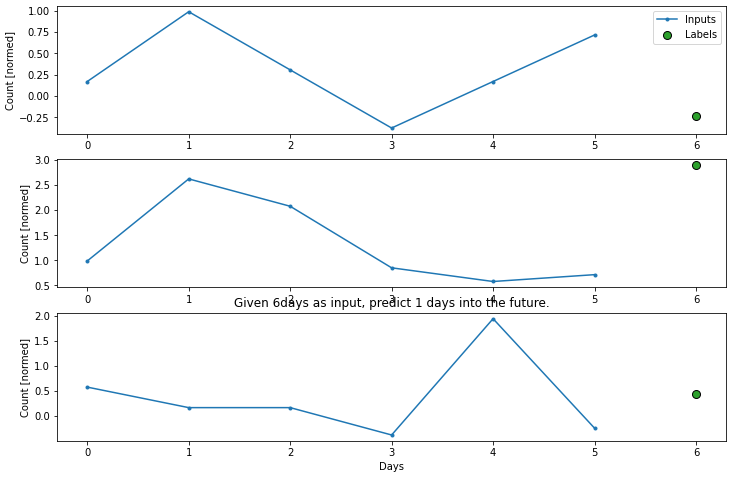 1.00
0.75
0.50
0.25
0.00
−0.25
Count [normed]
Inputs
Labels
0 1 2 3 4 5 6
3.0
2.5
2.0
1.5
1.0
0.5
Count [normed]
0 1 2 3 4 5 6
Given 6days as input, predict 1 days into the future.
2.0
1.5
1.0
0.5
0.0
Count [normed]
0 1 2 3 4 5 6
Days